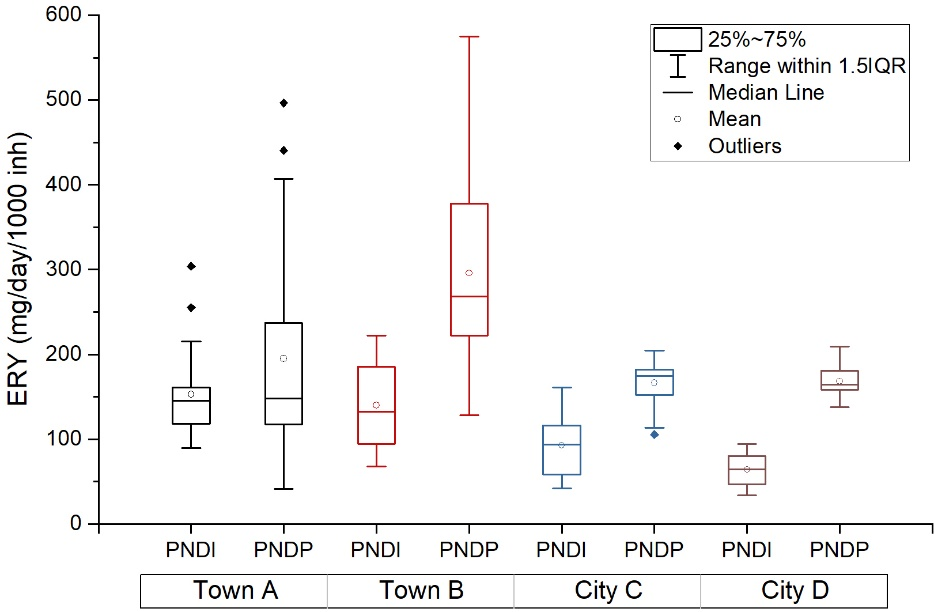 ERY (mg/day/1000 inh)
600
500
400
300
200
100
0
25%~75%
Range within 1.5IQR
Median Line
Mean
Outliers
PNDI PNDP PNDI PNDP PNDI PNDP PNDI PNDP
Town A Town B City C City D